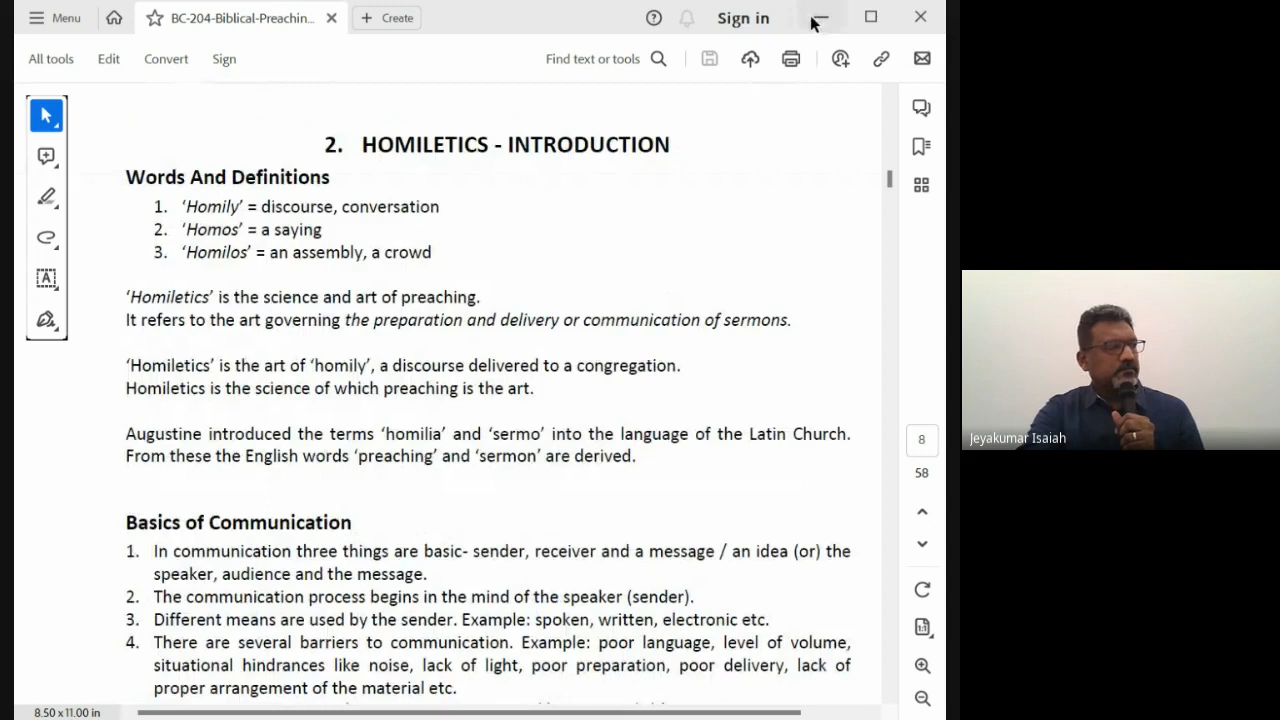 Menu
BC-204-Biblical-Preachin...
Create
Sign in
All tools
Edit
Convert
Sign
Find text or tools
2. HOMILETICS - INTRODUCTION
Words And Definitions
1. ‘Homily’ = discourse, conversation
2. ‘Homos’ = a saying
3. ‘Homilos’ = an assembly, a crowd
‘Homiletics’ is the science and art of preaching.
It refers to the art governing the preparation and delivery or communication of sermons.
‘Homiletics’ is the art of ‘homily’, a discourse delivered to a congregation.
Homiletics is the science of which preaching is the art.
Augustine introduced the terms ‘homilia’ and ‘sermo’ into the language of the Latin Church.
From these the English words ‘preaching’ and ‘sermon’ are derived.
Basics of Communication
1. In communication three things are basic- sender, receiver and a message / an idea (or) the
speaker, audience and the message.
2. The communication process begins in the mind of the speaker (sender).
3. Different means are used by the sender. Example: spoken, written, electronic etc.
4. There are several barriers to communication. Example: poor language, level of volume,
situational hindrances like noise, lack of light, poor preparation, poor delivery, lack of
proper arrangement of the material etc.
8
58
8.50 x 11.00 in
Jeyakumar Isaiah